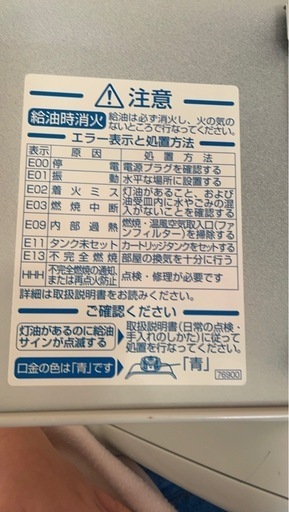 注意
給油時消火
給油は必ず消火し、火の気の
ないところで行なってください。
エラー表示と処置方法
表示 原因 処置方法
E00 停電 電源プラグを確認する
E01 振動 水平な場所に設置する
E02 着火ミス 灯油があること、および
E03 燃焼中断 油受皿内に水やごみの混
入がないことを確認する
E09 内部過熱 燃焼・温風空気取入口(ファ
ンフィルター)を掃除する
E11 タンク未セット カートリッジタンクをセットする
E13 不完全燃焼 部屋の換気を十分に行う
HHH 不完全燃焼の通知、 点検・修理が必要です
または再点火防止
詳細は取扱説明書をお読みください。
ご確認ください
灯油があるのに給油
サインが点滅する
取扱説明書(日常の点検・
手入れのしかた)に従って
処置を行なってください。
口金の色は「青」です
「青」
76900